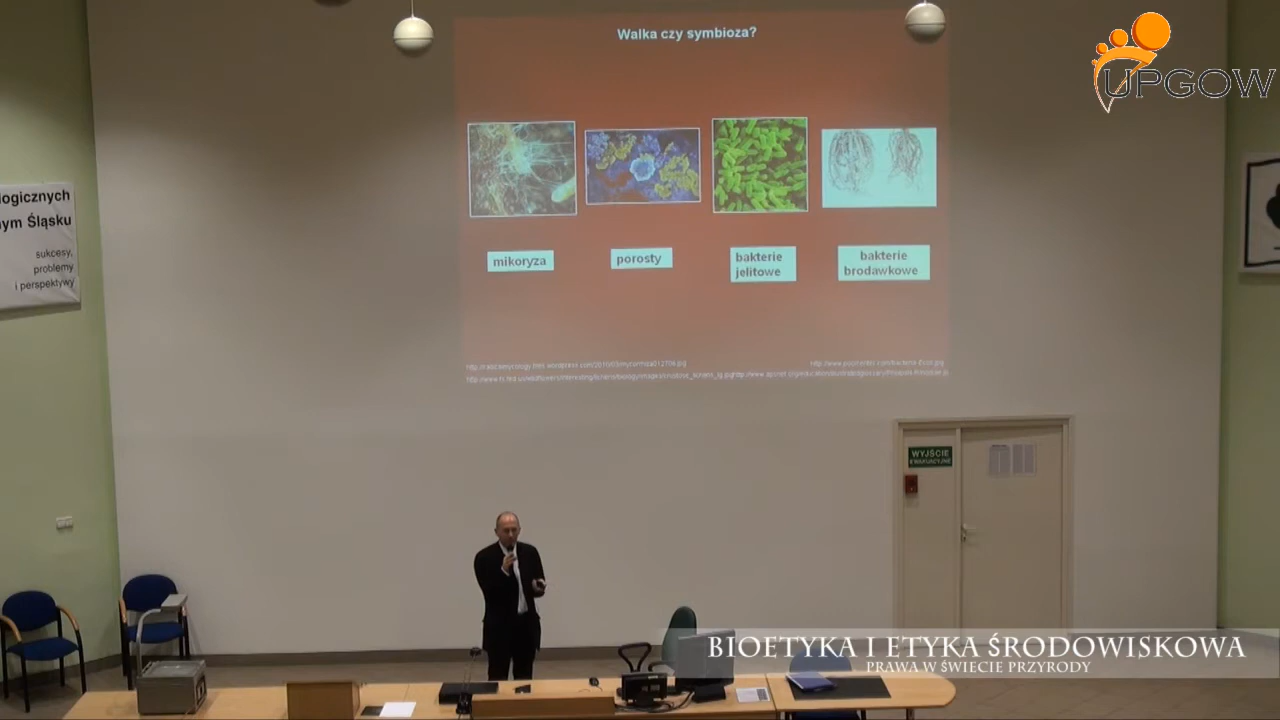 Walka czy symbioza?
UPGOW
mikoryza
porosty
bakterie
jelitowe
bakterie
brodawkowe
logicznych
ym Śląsku
sukcesy,
problemy
i perspektywy
WYJŚCIE
EWAKUACYJNE
BIOETYKA I ETYKA ŚRODOWISKOWA
PRAWA W ŚWIECIE PRZYRODY